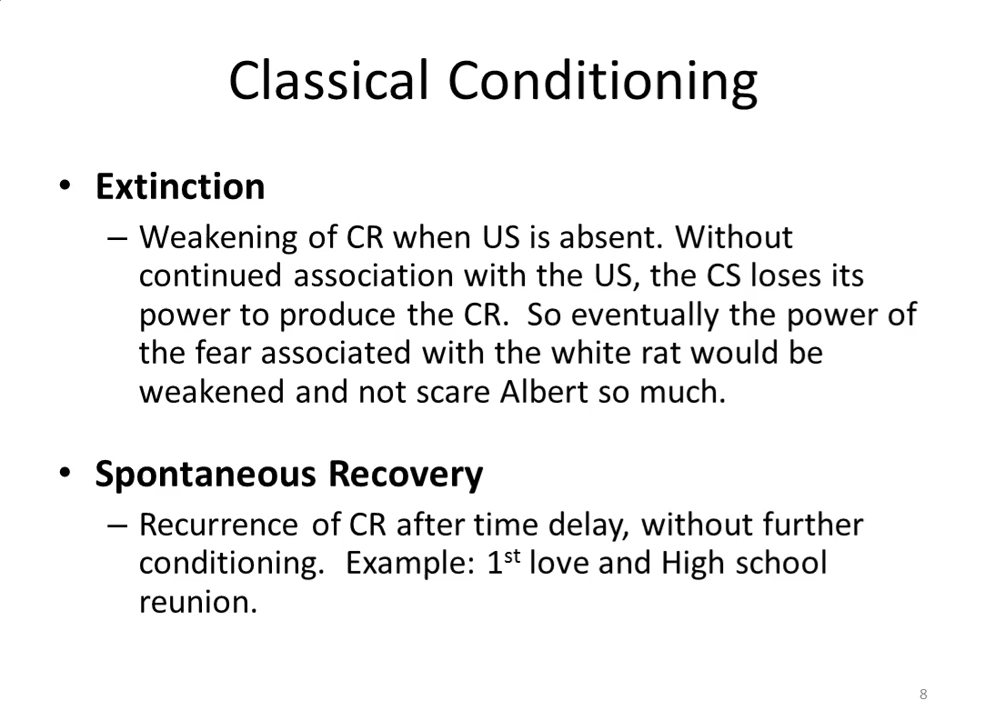 Classical Conditioning
• Extinction
– Weakening of CR when US is absent. Without
continued association with the US, the CS loses its
power to produce the CR.  So eventually the power of
the fear associated with the white rat would be
weakened and not scare Albert so much.
• Spontaneous Recovery
– Recurrence of CR after time delay, without further
conditioning.  Example: 1st love and High school
reunion.
8